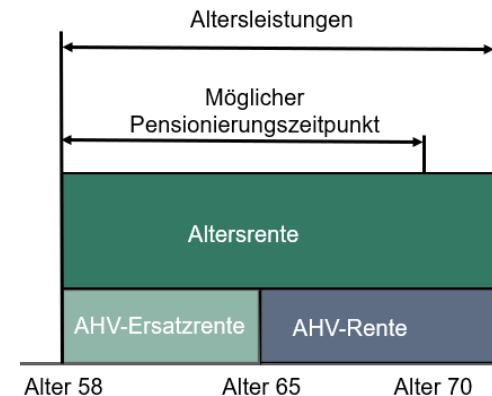 Altersleistungen
Möglicher
Pensionierungszeitpunkt
Altersrente
AHV-Ersatzrente
AHV-Rente
Alter 58
Alter 65
Alter 70